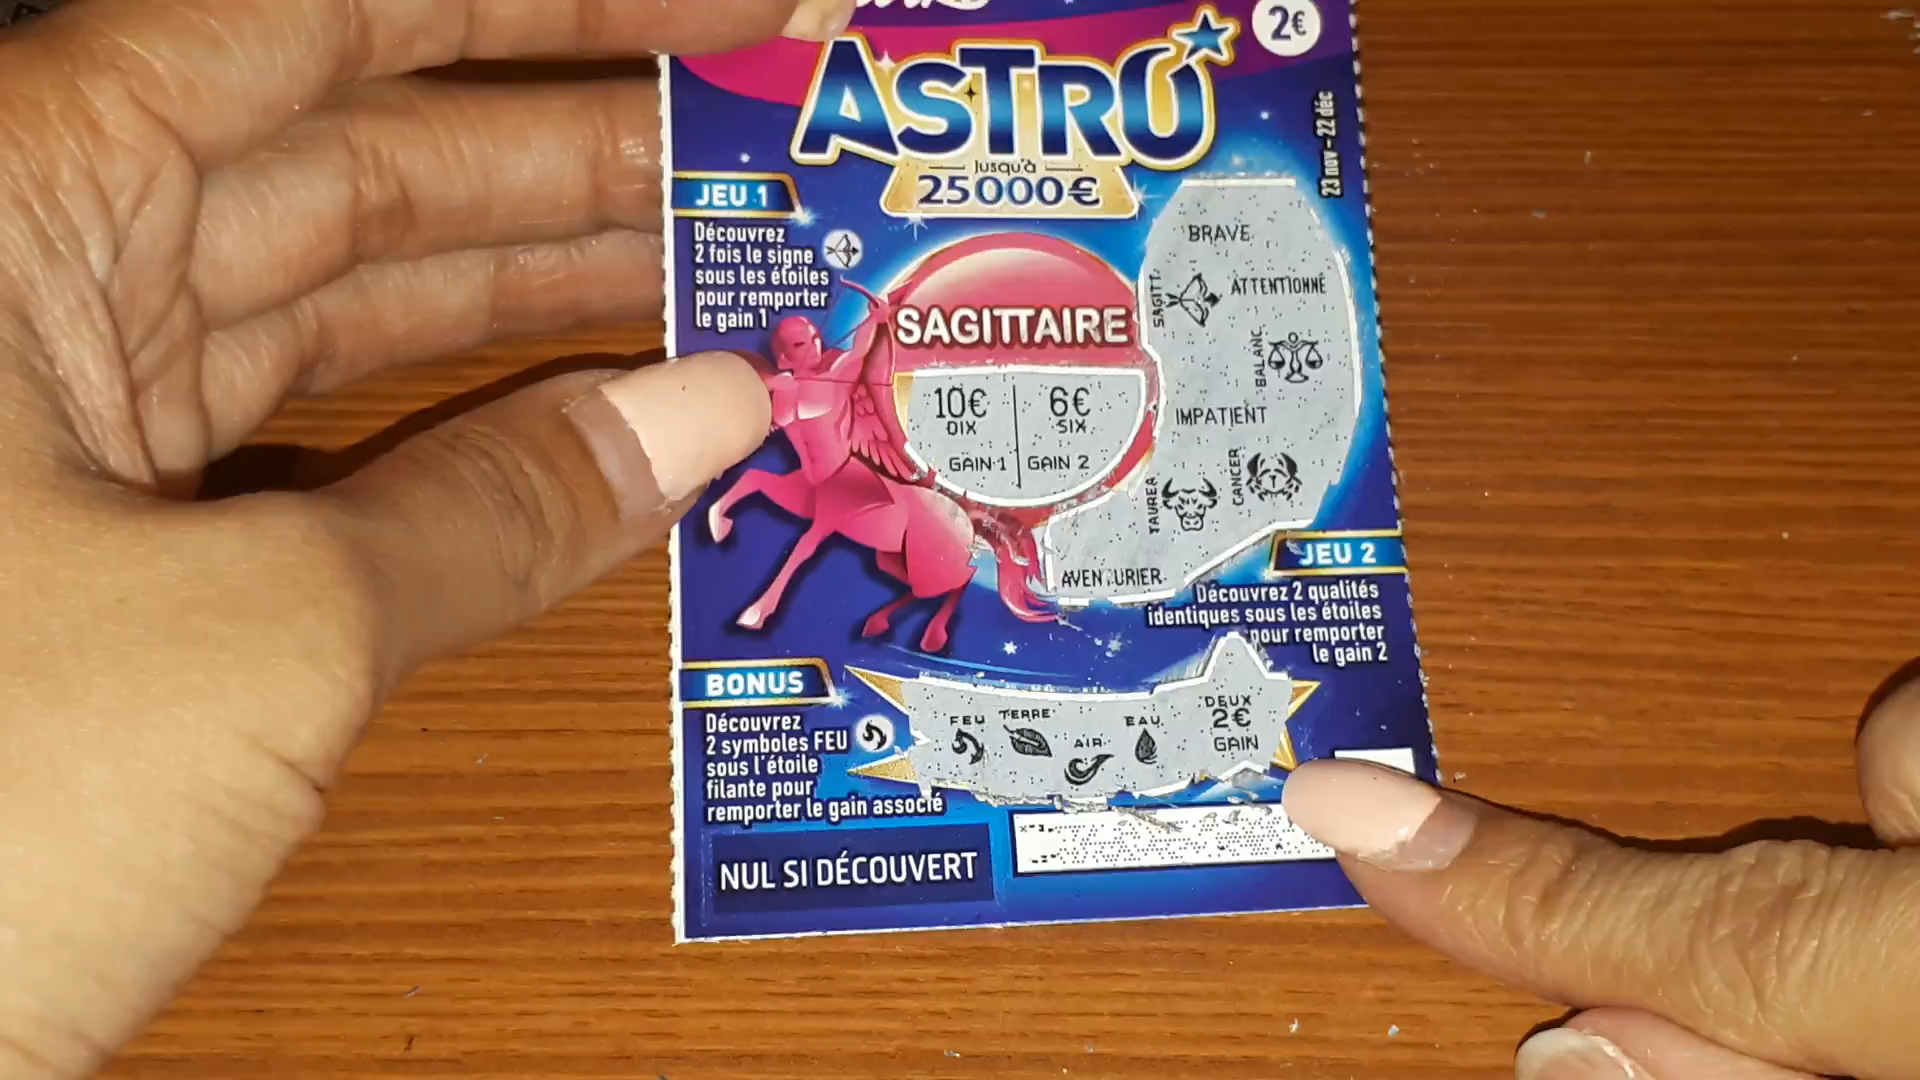 2€
ASTRO
Jusqu'à
25000€
23 nov – 22 déc
JEU 1
Découvrez
2 fois le signe
sous les étoiles
pour remporter
le gain 1
SAGITTAIRE
10€
DIX
GAIN 1
6€
SIX
GAIN 2
BRAVE
SAGITT
ATTENTIONNÉ
BALANC
IMPATIENT
CANCER
TAUREA
AVENTURIER
JEU 2
Découvrez 2 qualités
identiques sous les étoiles
pour remporter
le gain 2
BONUS
Découvrez
2 symboles FEU
sous l'étoile
filante pour
remporter le gain associé
FEU
TERRE
AIR
EAU
DEUX
2€
GAIN
NUL SI DÉCOUVERT